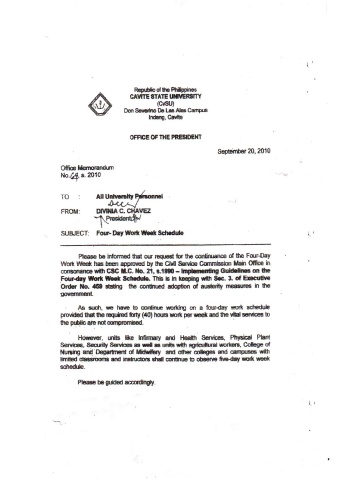 Republic of the Philippines
CAVITE STATE UNIVERSITY
(CvSU)
Don Severino De Las Alas Campus
Indang, Cavite
OFFICE OF THE PRESIDENT
September 20, 2010
Office Memorandum
No. 64, s. 2010
TO : All University Personnel
FROM: DIVINIA C. CHAVEZ
President
SUBJECT: Four- Day Work Week Schedule
Please be informed that our request for the continuance of the Four-Day
Work Week has been approved by the Civil Service Commission Main Office in
consonance with CSC M.C. No. 21, s.1990 – Implementing Guidelines on the
Four-day Work Week Schedule. This is in keeping with Sec. 3. of Executive
Order No. 459 stating the continued adoption of austerity measures in the
government.
As such, we have to continue working on a four-day work schedule
provided that the required forty (40) hours work per week and the vital services to
the public are not compromised.
However, units like Infirmary and Health Services, Physical Plant
Services, Security Services as well as units with agricultural workers, College of
Nursing and Department of Midwifery and other colleges and campuses with
limited classrooms and instructors shall continue to observe five-day work week
schedule.
Please be guided accordingly.